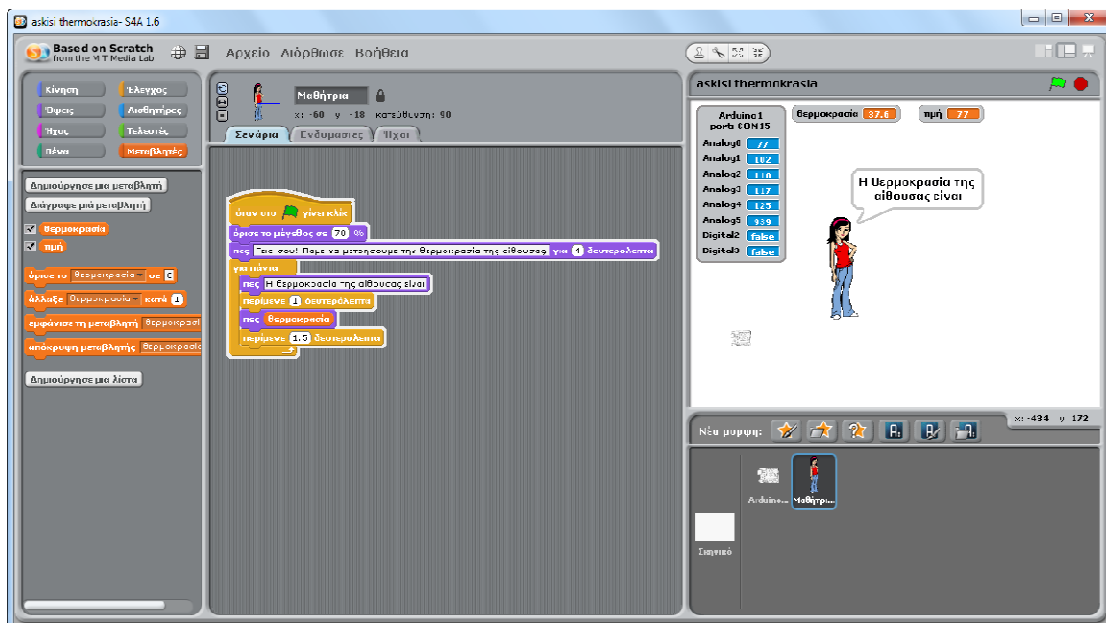 askisi thermokrasia- S4A 1.6
Based on Scratch
from the MIT Media Lab
Αρχείο Διόρθωσε Βοήθεια
Κίνηση Έλεγχος
Όψεις Αισθητήρες
Ήχος Τελεστές
Πένα Μεταβλητές
Δημιούργησε μια μεταβλητή
Διάγραψε μιά μεταβλητή
θερμοκρασία
τιμή
όρισε το θερμοκρασία σε 0
άλλαξε θερμοκρασία κατά 1
εμφάνισε τη μεταβλητή θερμοκρασί
απόκρυψη μεταβλητής θερμοκρασία
Δημιούργησε μια λίστα
Μαθήτρια
x: -60 y -18 κατεύθυνση: 90
Σενάρια Ενδυμασίες Ήχοι
όταν στο γίνει κλικ
όρισε το μέγεθος σε 70 %
πες Γεια σου! Πάμε να μετρήσουμε την θερμοκρασία της αίθουσας για 4 δευτερόλεπτα
για πάντα
πες Η θερμοκρασία της αίθουσας είναι
περίμενε 1 δευτερόλεπτα
πες θερμοκρασία
περίμενε 1.5 δευτερόλεπτα
askisi thermokrasia
Arduino1
port: CON15
Analog0 77
Analog1 102
Analog2 110
Analog3 117
Analog4 125
Analog5 939
Digital2 false
Digital3 false
θερμοκρασία 37.6
τιμή 77
Η θερμοκρασία της
αίθουσας είναι
x: -434 y 172
Νέα μορφή:
Arduino... Μαθήτρι...
Σκηνικό